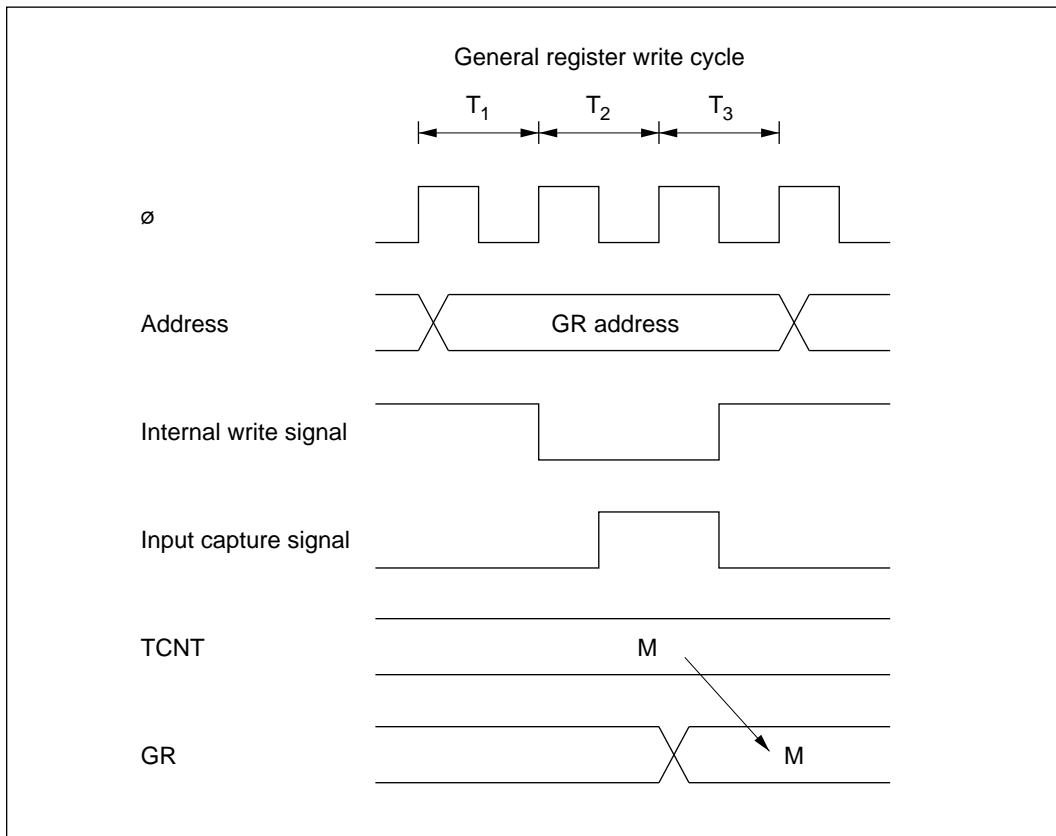 General register write cycle
T1 T2 T3
ø
Address GR address
Internal write signal
Input capture signal
TCNT M
GR M